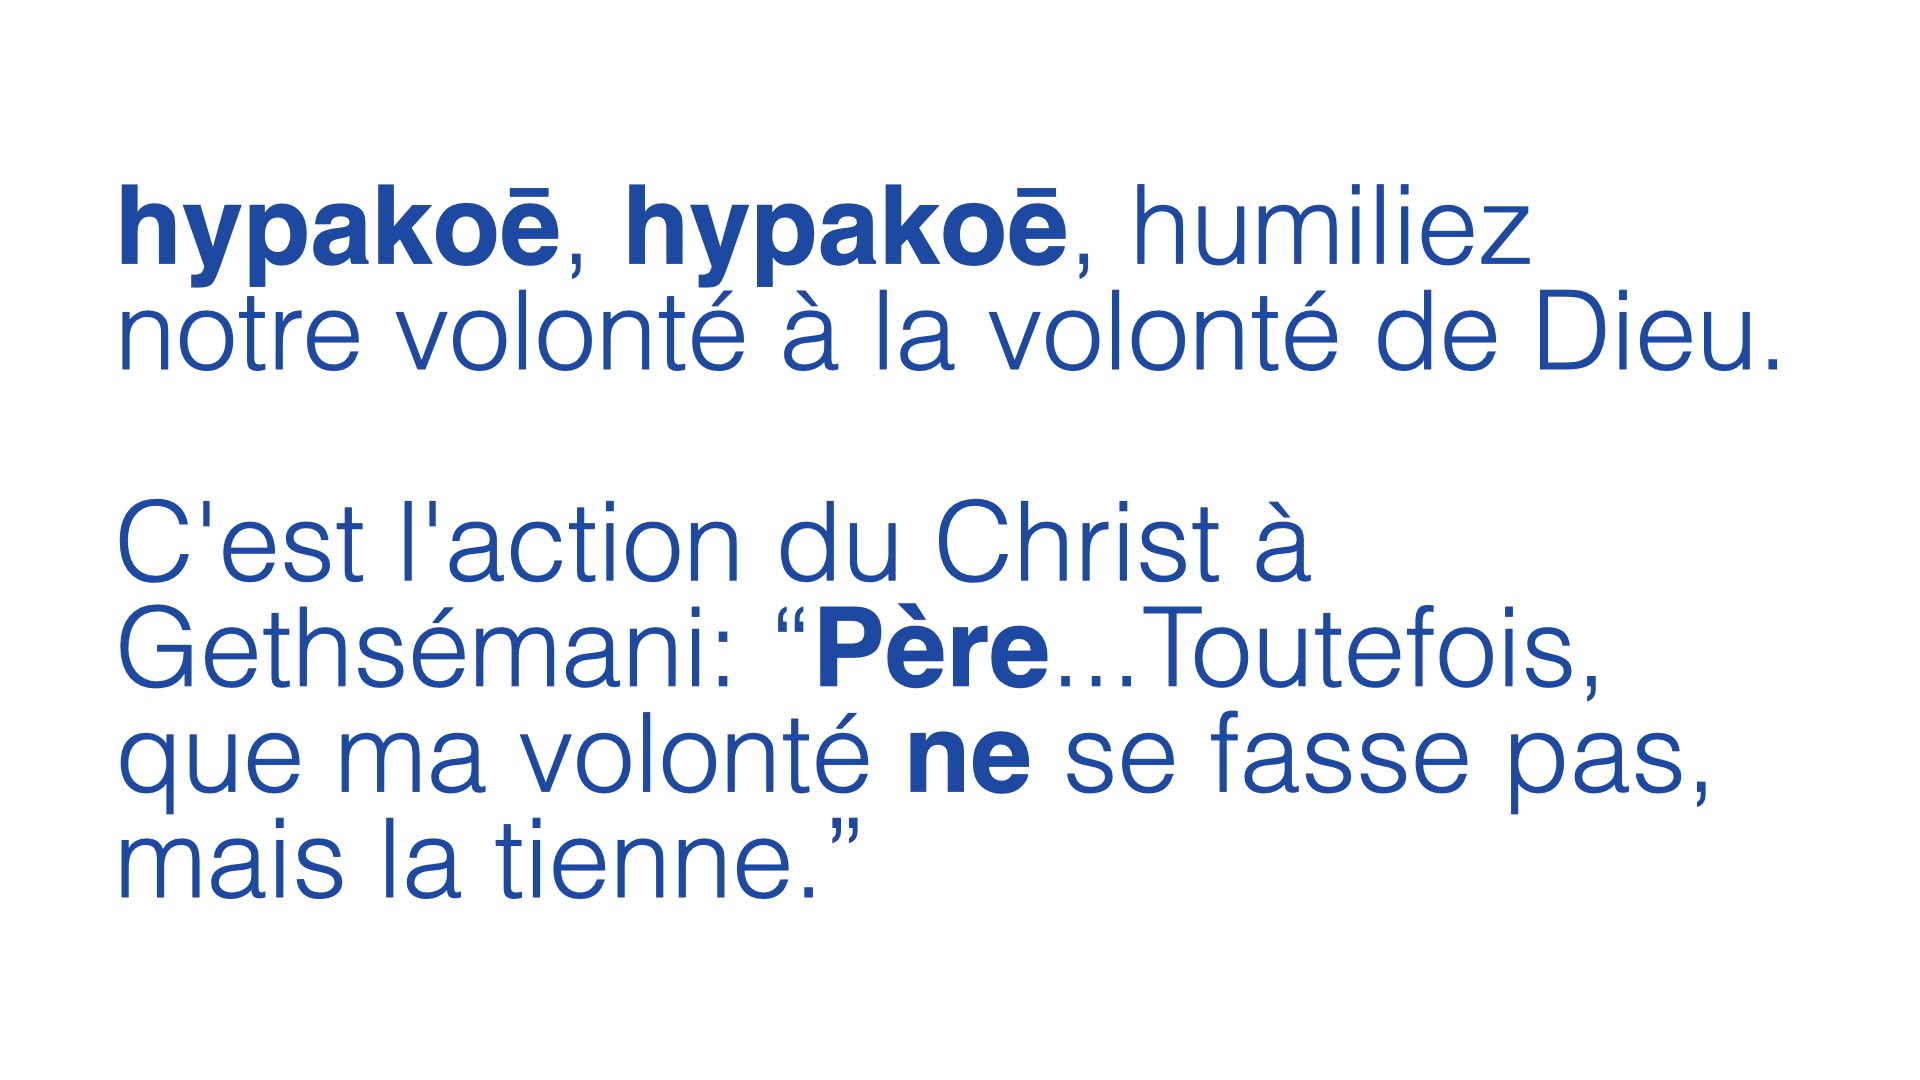 hypakoē, hypakoē, humiliez
notre volonté à la volonté de Dieu.
C'est l'action du Christ à
Gethsémani: “Père...Toutefois,
que ma volonté ne se fasse pas,
mais la tienne.”